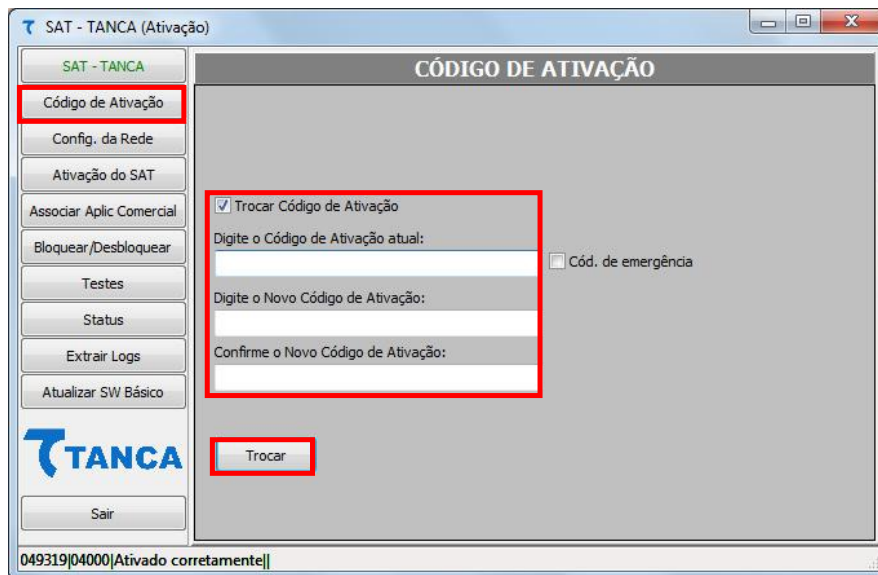 SAT - TANCA (Ativação)
SAT - TANCA
CÓDIGO DE ATIVAÇÃO
Código de Ativação
Config. da Rede
Ativação do SAT
Associar Aplic Comercial
Bloquear/Desbloquear
Testes
Status
Extrair Logs
Atualizar SW Básico
TANCA
Sair
Trocar Código de Ativação
Digite o Código de Ativação atual:
Cód. de emergência
Digite o Novo Código de Ativação:
Confirme o Novo Código de Ativação:
Trocar
049319|04000|Ativado corretamente||